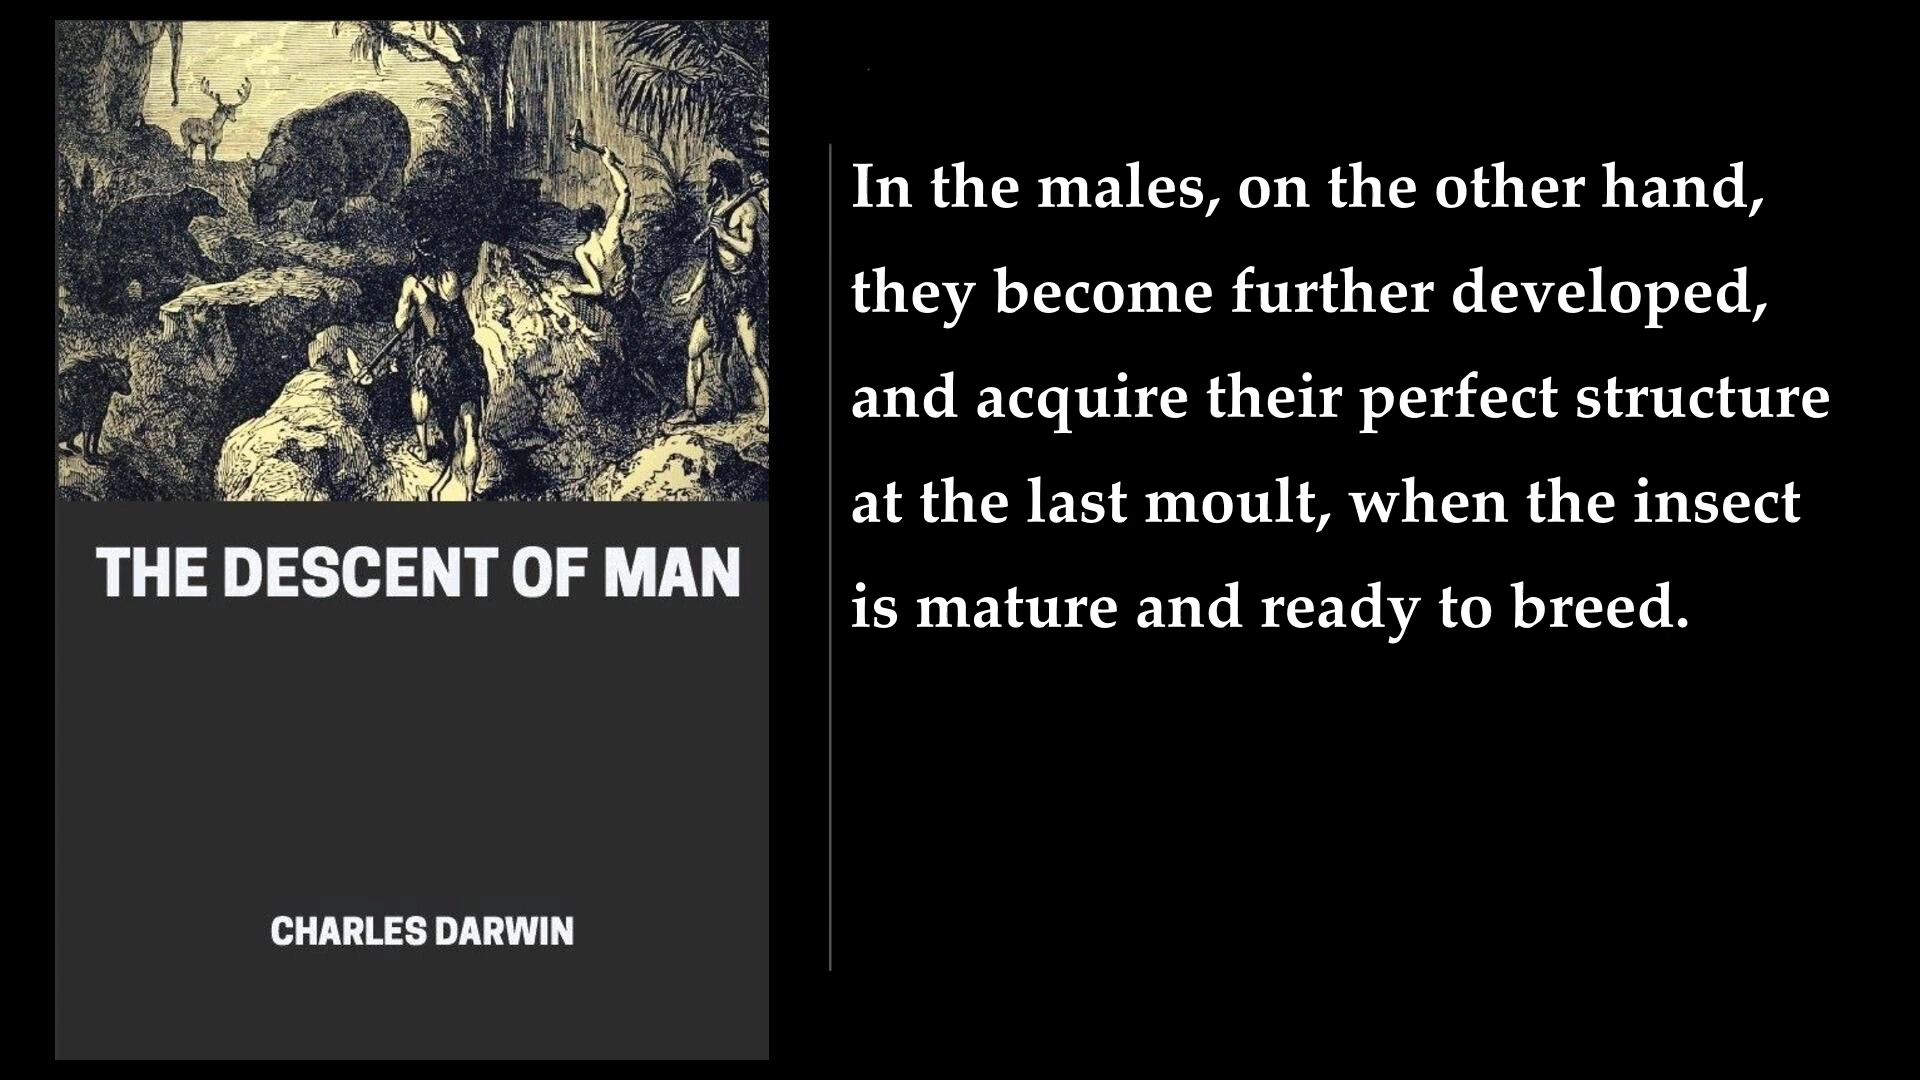 THE DESCENT OF MAN
CHARLES DARWIN
In the males, on the other hand,
they become further developed,
and acquire their perfect structure
at the last moult, when the insect
is mature and ready to breed.